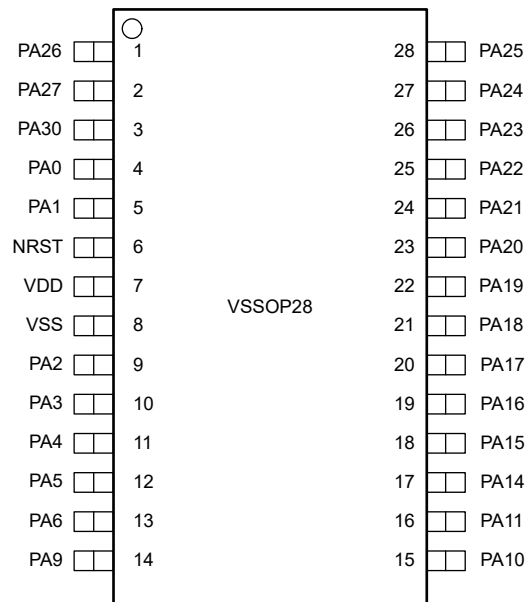 PA26 1 28 PA25
PA27 2 27 PA24
PA30 3 26 PA23
PA0 4 25 PA22
PA1 5 24 PA21
NRST 6 23 PA20
VDD 7 22 PA19
VSSOP28
VSS 8 21 PA18
PA2 9 20 PA17
PA3 10 19 PA16
PA4 11 18 PA15
PA5 12 17 PA14
PA6 13 16 PA11
PA9 14 15 PA10